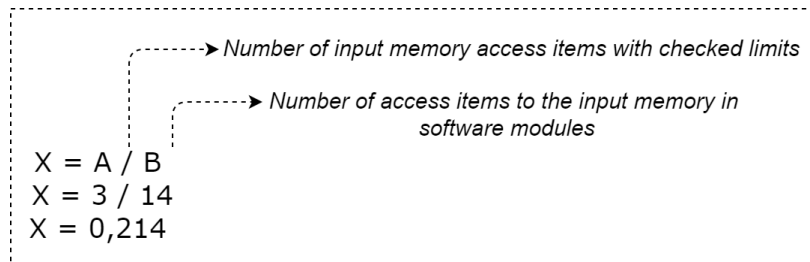 Number of input memory access items with checked limits
Number of access items to the input memory in
software modules
X = A / B
X = 3 / 14
X = 0,214